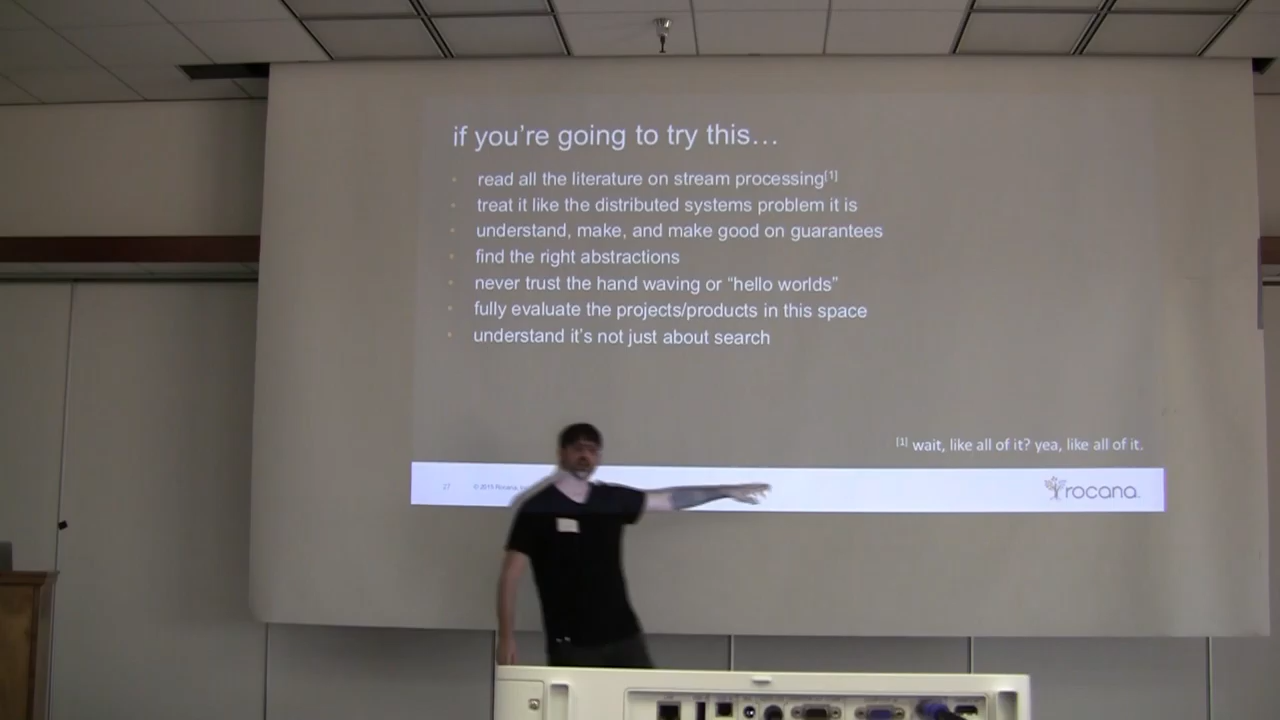 if you're going to try this…
read all the literature on stream processing[1]
treat it like the distributed systems problem it is
understand, make, and make good on guarantees
find the right abstractions
never trust the hand waving or “hello worlds”
fully evaluate the projects/products in this space
understand it's not just about search
[1] wait, like all of it? yea, like all of it.
27 © 2015 Rocana,
rocana